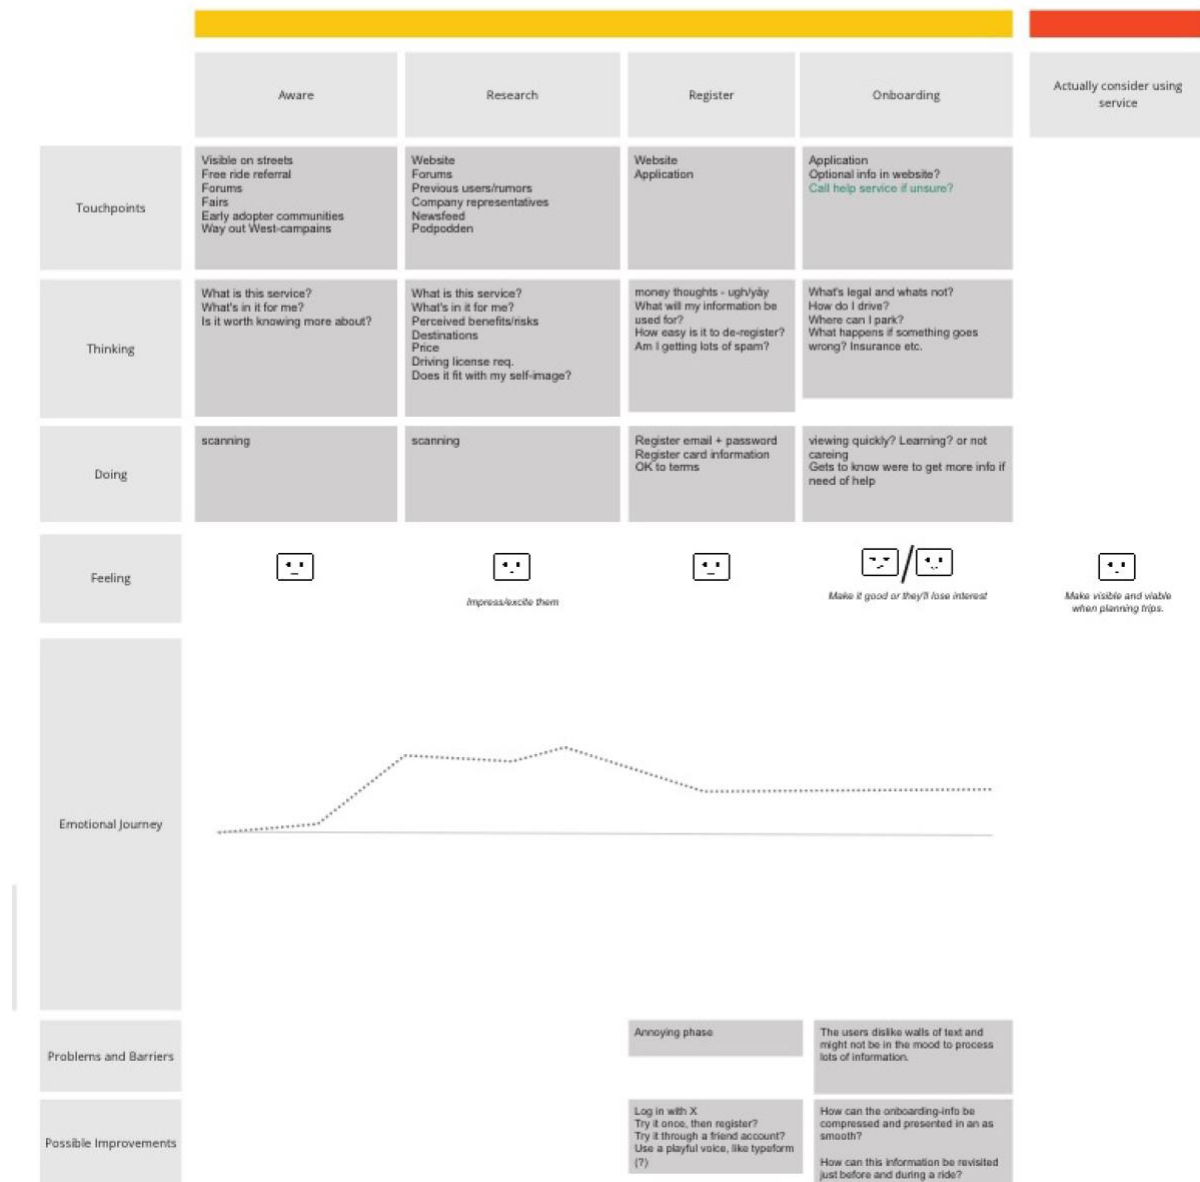 Aware
Research
Register
Onboarding
Actually consider using
service
Touchpoints
Visible on streets
Free ride referral
Forums
Fairs
Early adopter communities
Way out West-campains
Website
Forums
Previous users/rumors
Company representatives
Newsfeed
Podpodden
Website
Application
Application
Optional info in website?
Call help service if unsure?
Thinking
What is this service?
What's in it for me?
Is it worth knowing more about?
What is this service?
What's in it for me?
Perceived benefits/risks
Destinations
Price
Driving license req.
Does it fit with my self-image?
money thoughts - ugh/yäy
What will my information be
used for?
How easy is it to de-register?
Am I getting lots of spam?
What's legal and whats not?
How do I drive?
Where can I park?
What happens if something goes
wrong? Insurance etc.
Doing
scanning
scanning
Register email + password
Register card information
OK to terms
viewing quickly? Learning? or not
careing
Gets to know were to get more info if
need of help
Feeling
Impress/excite them
Make it good or they'll lose interest
Make visible and viable
when planning trips.
Emotional Journey
Problems and Barriers
Annoying phase
The users dislike walls of text and
might not be in the mood to process
lots of information.
Possible Improvements
Log in with X
Try it once, then register?
Try it through a friend account?
Use a playful voice, like typeform
(?)
How can the onboarding-info be
compressed and presented in an as
smooth?
How can this information be revisited
just before and during a ride?